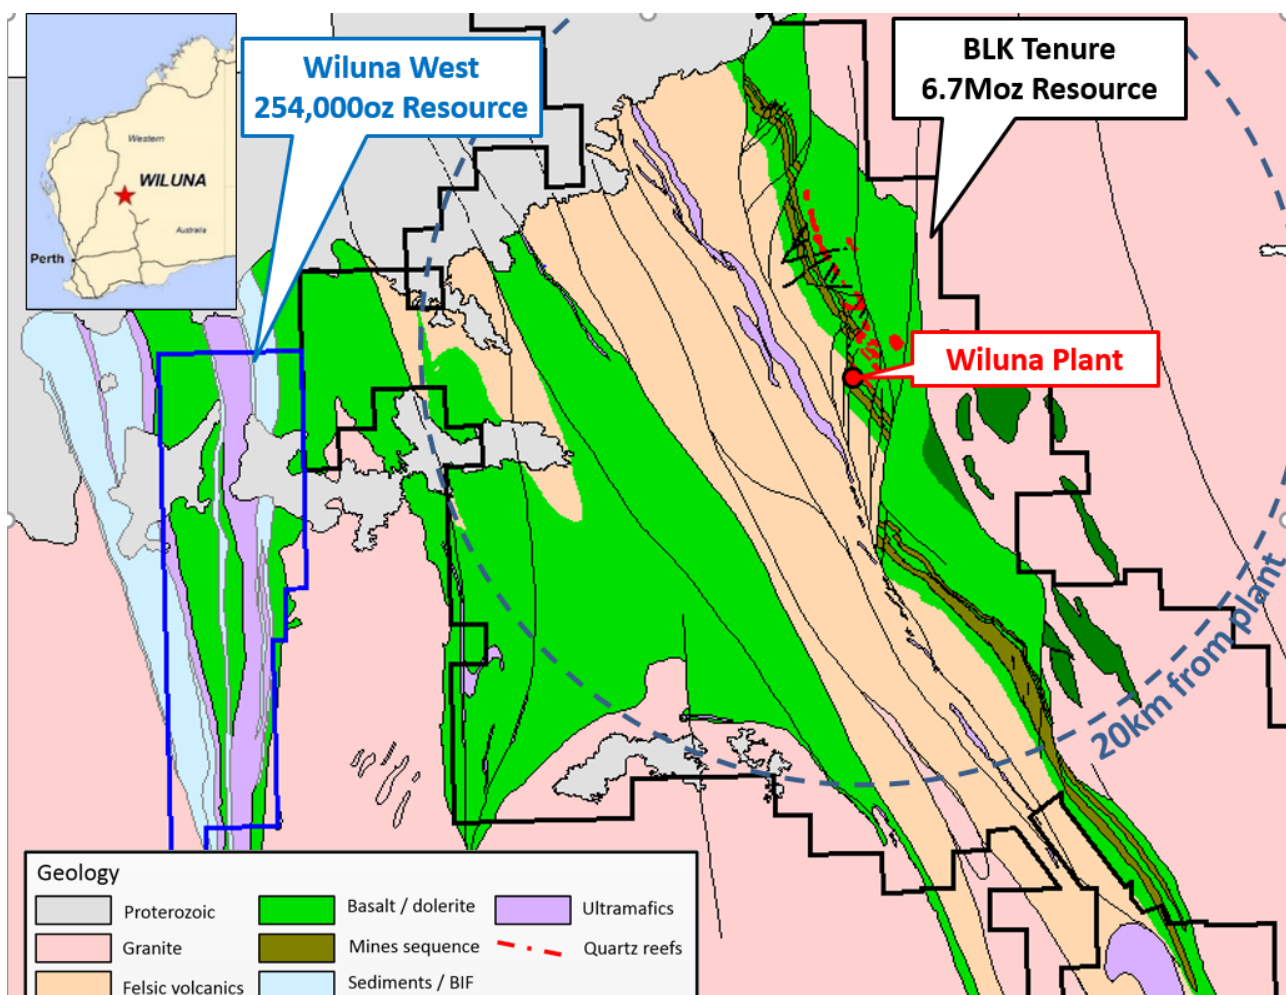 Wiluna West
254,000oz Resource
BLK Tenure
6.7Moz Resource
Western
WILUNA
Australia
Perth
Wiluna Plant
20km from plant
Geology
Proterozoic
Basalt / dolerite
Ultramafics
Granite
Mines sequence
Quartz reefs
Felsic volcanics
Sediments / BIF